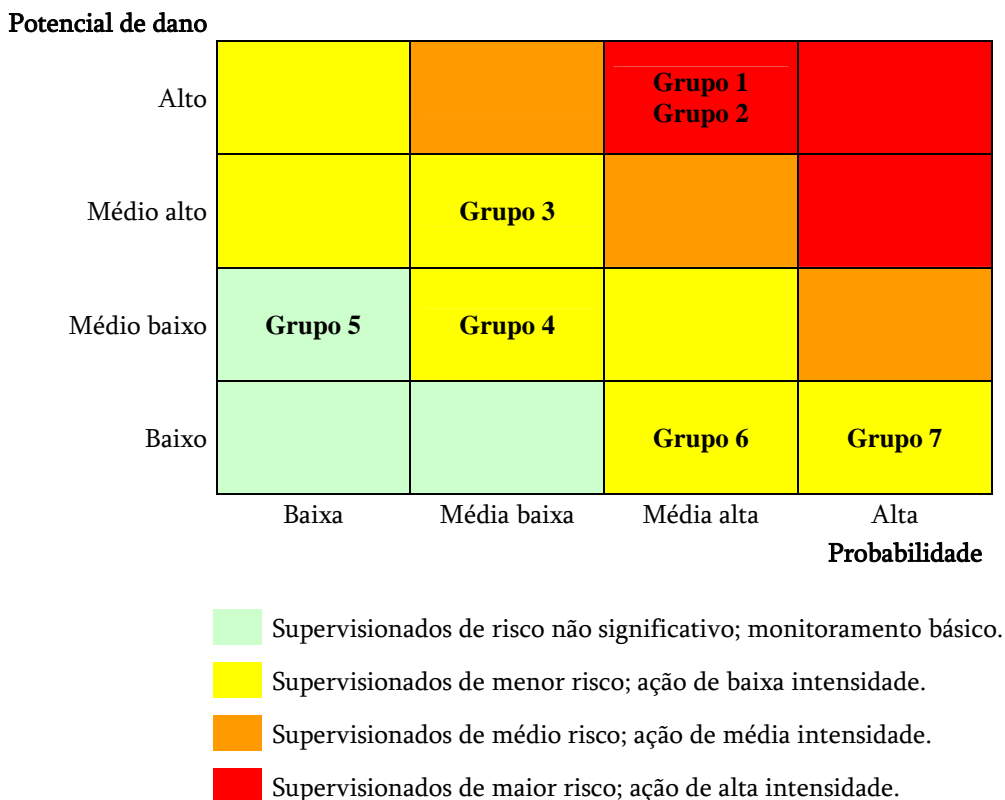 Potencial de dano
Alto
Grupo 1
Grupo 2
Médio alto
Grupo 3
Médio baixo
Grupo 5
Grupo 4
Baixo
Grupo 6
Grupo 7
Baixa
Média baixa
Média alta
Alta
Probabilidade
Supervisionados de risco não significativo; monitoramento básico.
Supervisionados de menor risco; ação de baixa intensidade.
Supervisionados de médio risco; ação de média intensidade.
Supervisionados de maior risco; ação de alta intensidade.